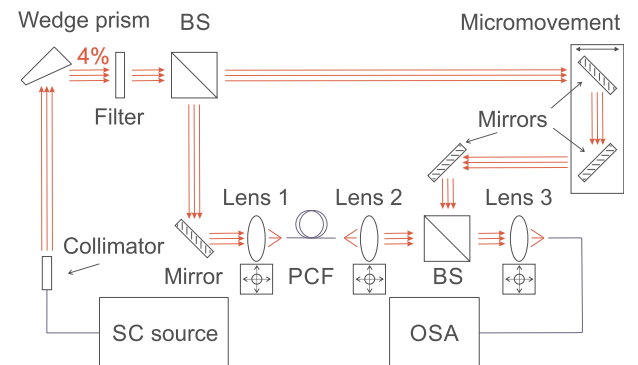 Wedge prism
BS
Micromovement
4%
Filter
Mirrors
Lens 1
Lens 2
Lens 3
Collimator
Mirror
PCF
BS
SC source
OSA